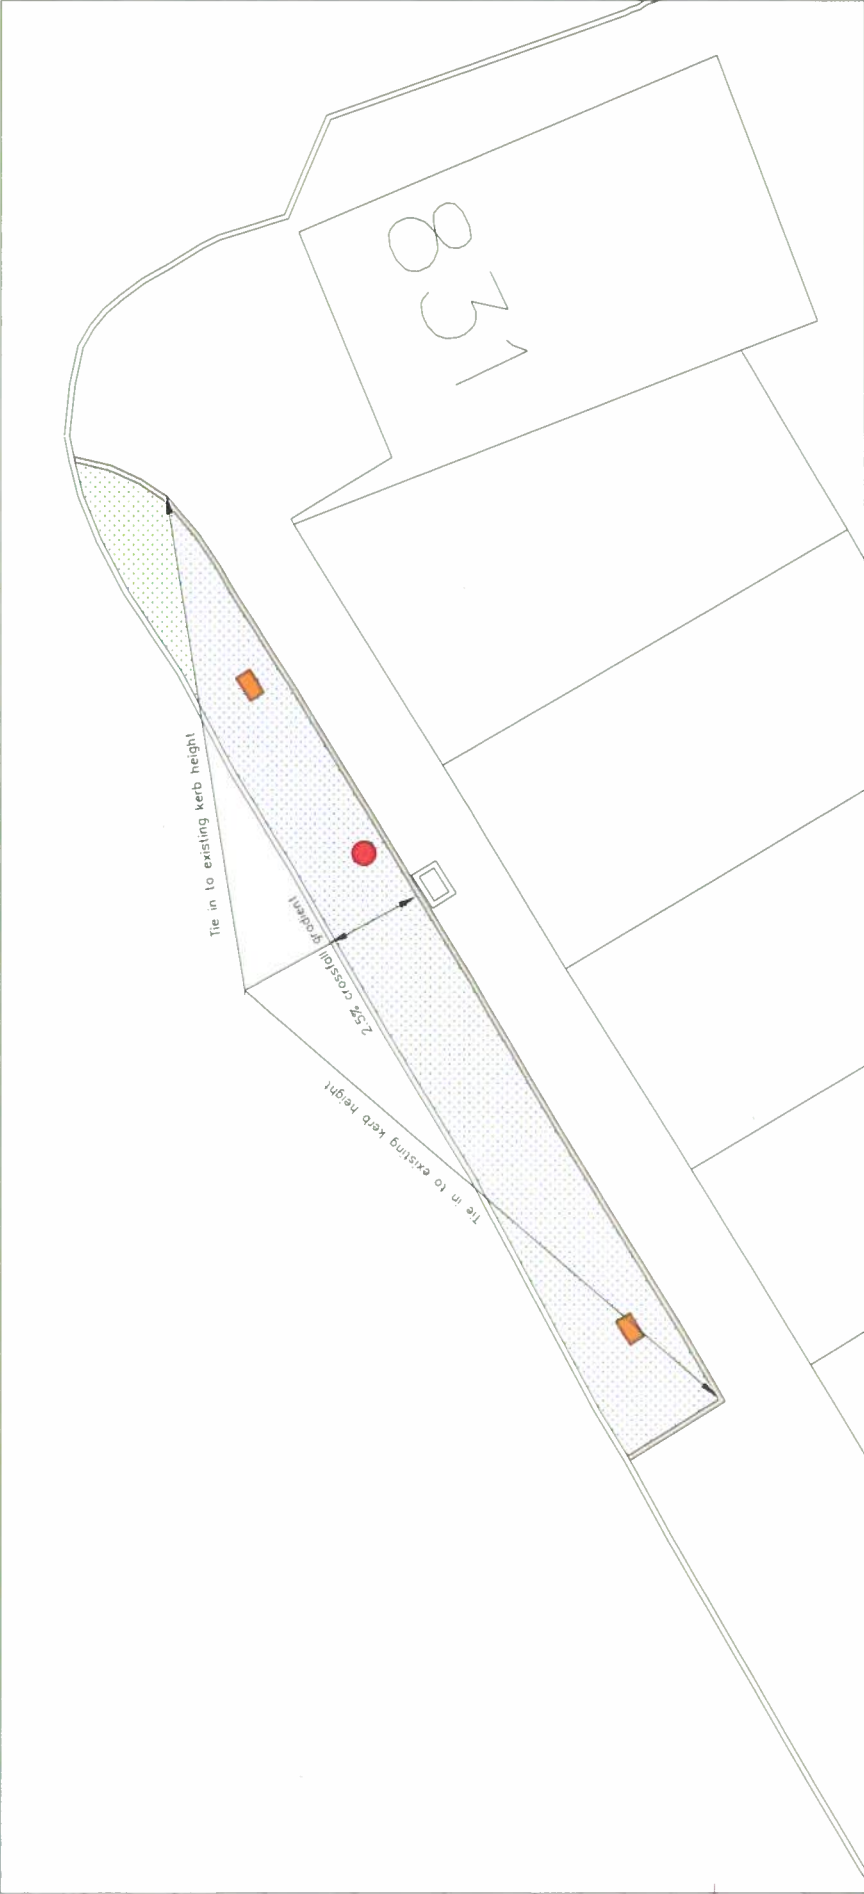 831
Tie in to existing kerb height
2.5% crossfall gradient
Tie in to existing kerb height